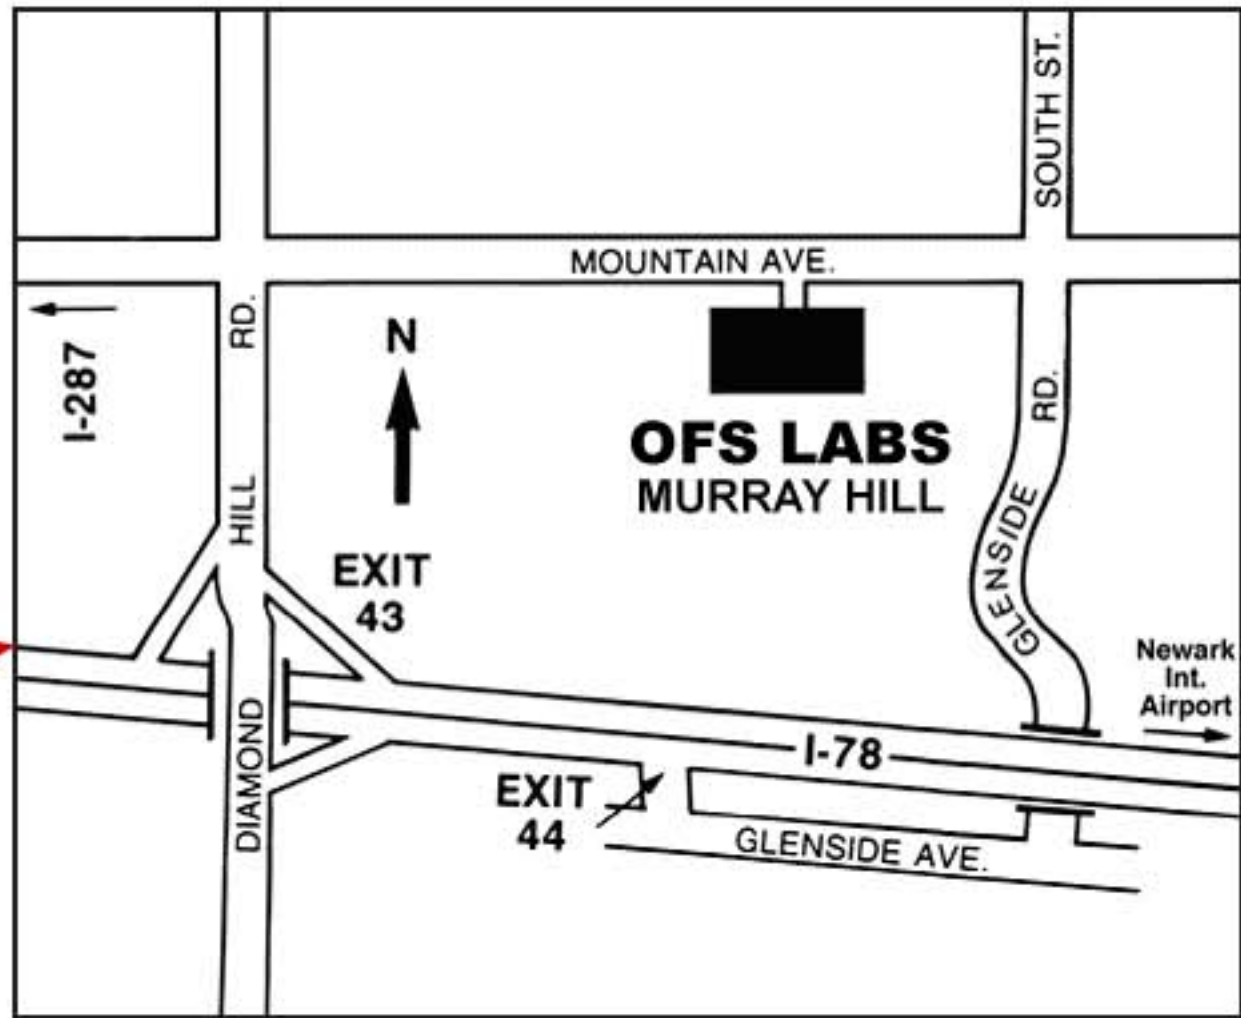 SOUTH ST.
MOUNTAIN AVE.
I-287
DIAMOND HILL RD.
N
OFS LABS
MURRAY HILL
GLENSIDE RD.
EXIT
43
Newark
Int.
Airport
I-78
EXIT
44
GLENSIDE AVE.